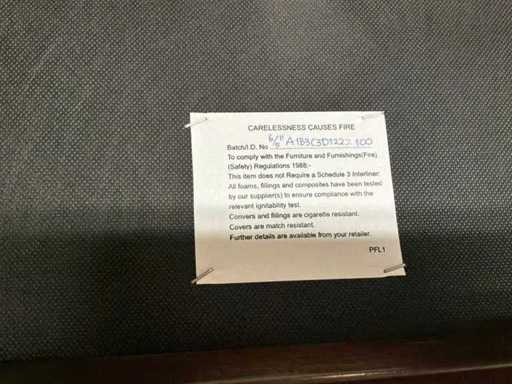 CARELESSNESS CAUSES FIRE
Batch/I.D. No
To comply with the Furniture and Furnishings(Fire)
(Safety) Regulations 1988:-
This item does not Require a Schedule 3 Interliner:
All foams, fillings and composites have been tested
by our supplier(s) to ensure compliance with the
relevant ignitability test.
Convers and fillings are cigarette resistant.
Covers are match resistant.
Further details are available from your retailer.
PFL1